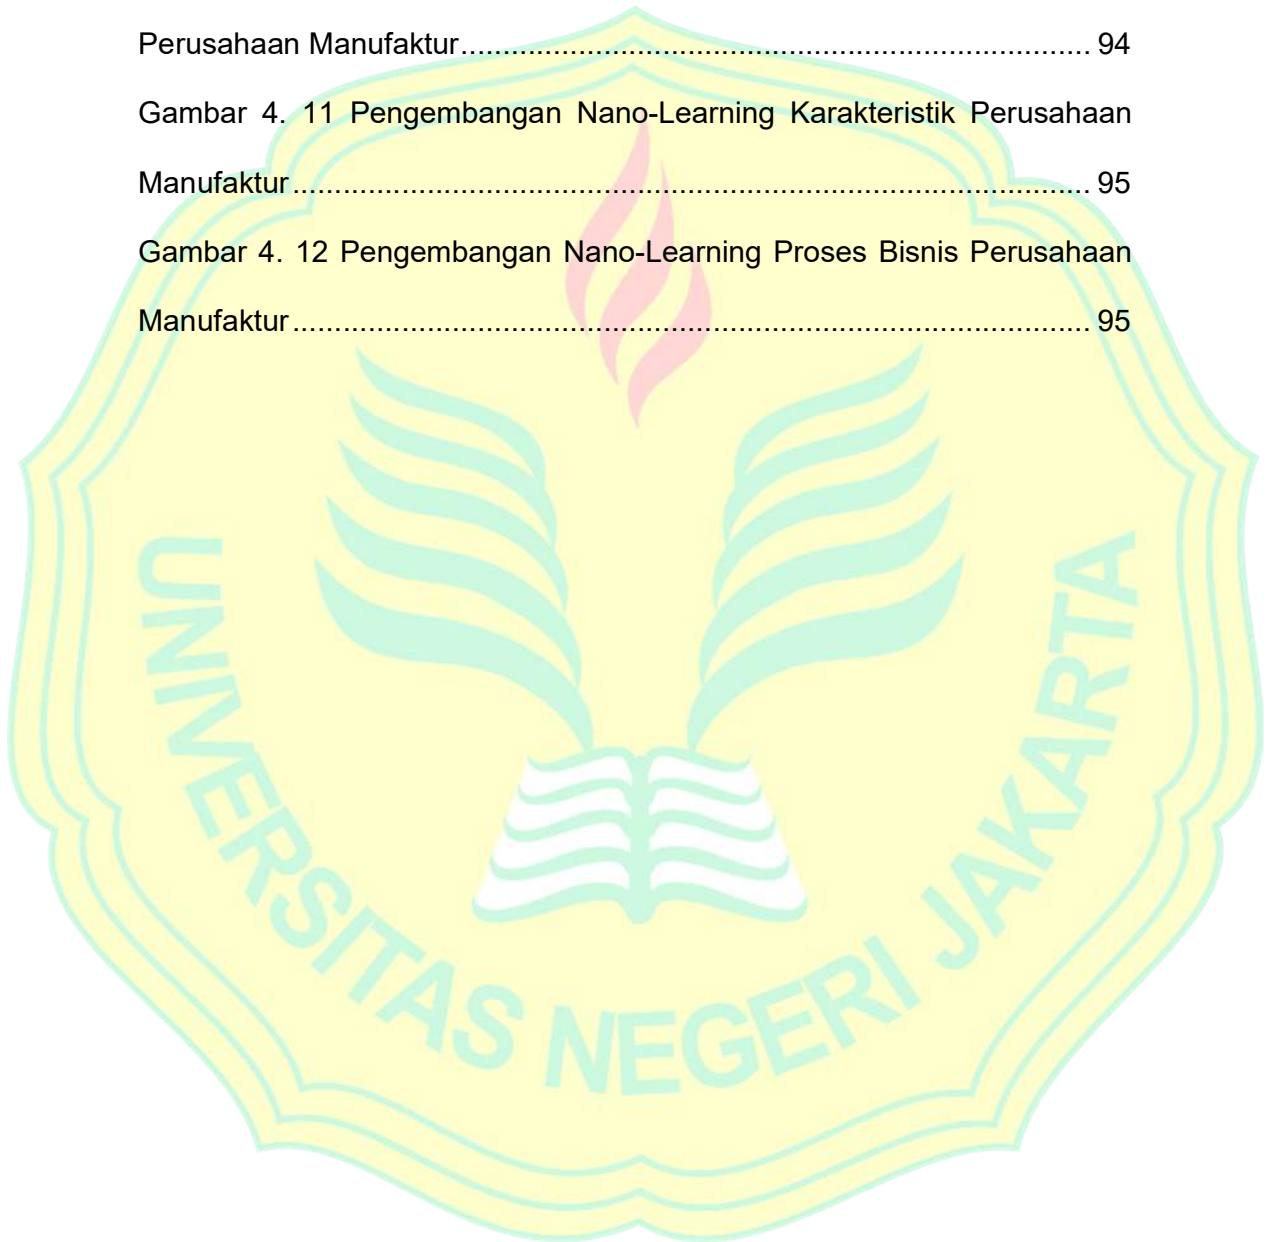 Perusahaan Manufaktur........................................................................... 94
Gambar 4. 11 Pengembangan Nano-Learning Karakteristik Perusahaan
Manufaktur............................................................................................... 95
Gambar 4. 12 Pengembangan Nano-Learning Proses Bisnis Perusahaan
Manufaktur............................................................................................... 95
UNIVERSITAS NEGERI JAKARTA